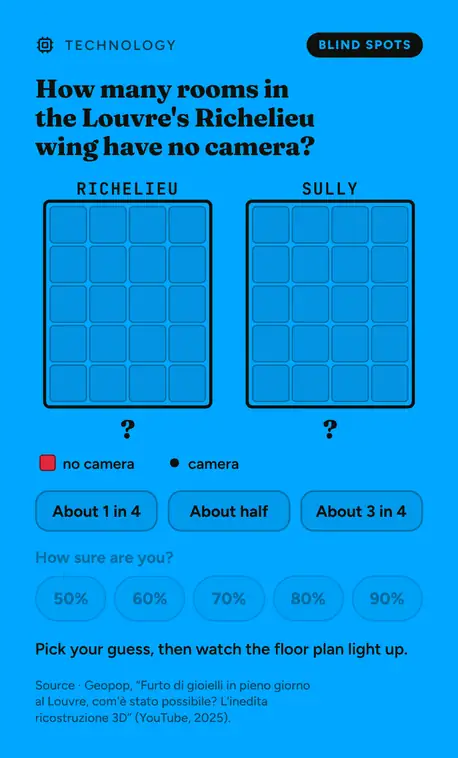 TECHNOLOGY
BLIND SPOTS
How many rooms in
the Louvre's Richelieu
wing have no camera?
RICHELIEU
SULLY
?
?
no camera
camera
About 1 in 4
About half
About 3 in 4
How sure are you?
50%
60%
70%
80%
90%
Pick your guess, then watch the floor plan light up.
Source · Geopop, "Furto di gioielli in pieno giorno
al Louvre, com'è stato possibile? L'inedita
ricostruzione 3D" (YouTube, 2025).